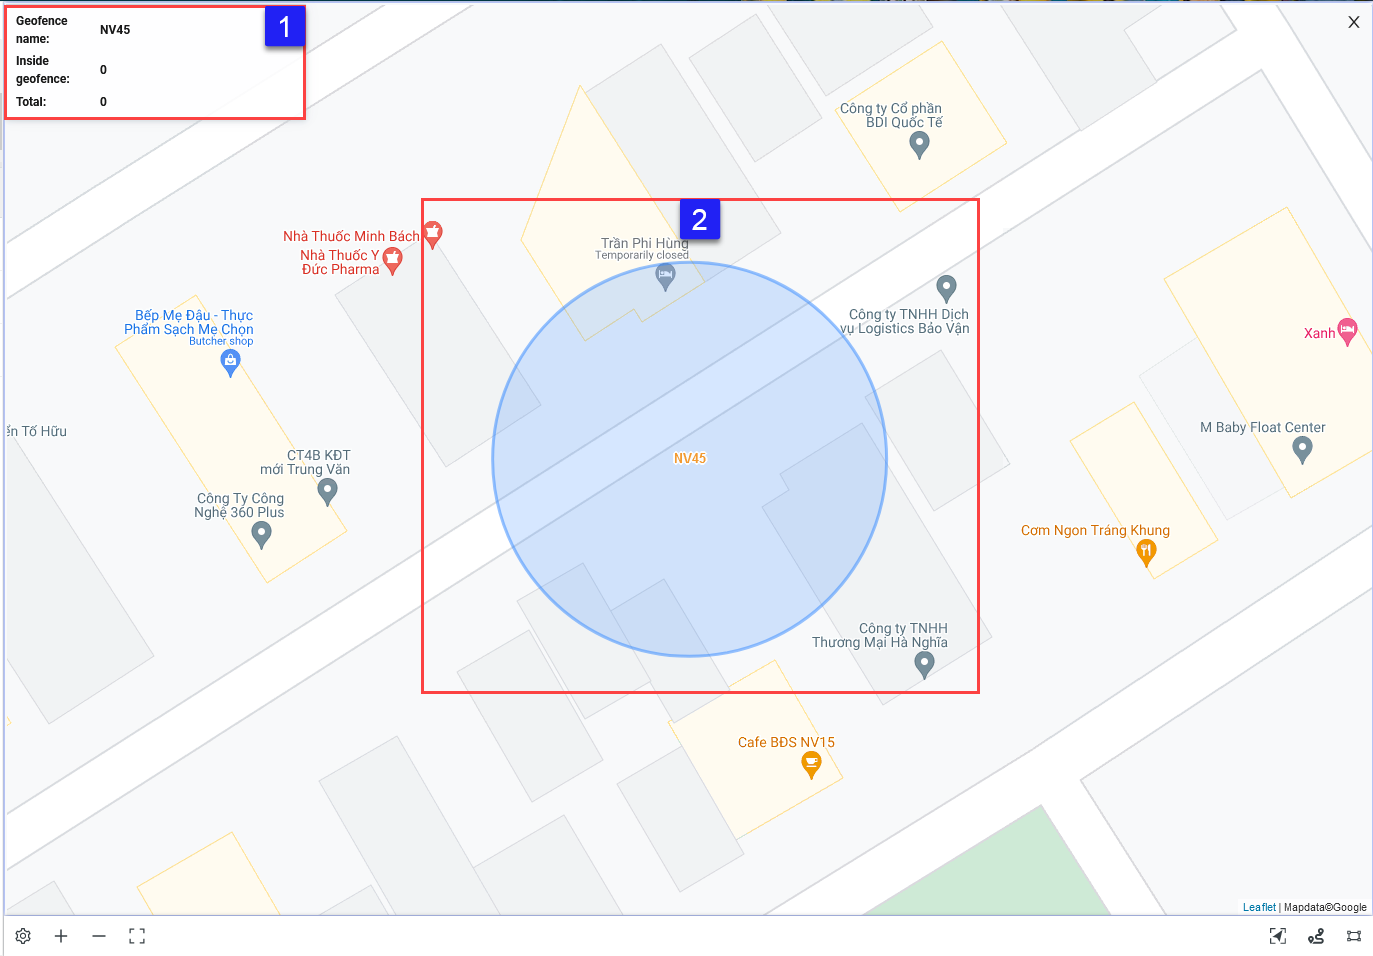 Geofence
name:
NV45
1
Inside
geofence:
0
Total:
0
Công ty Cổ phần
BDI Quốc Tế
2
Nhà Thuốc Minh Bách
Nhà Thuốc Y
Đức Pharma
Trần Phi Hùng
Temporarily closed
Bếp Mẹ Đậu - Thực
Phẩm Sạch Mẹ Chọn
Butcher shop
Công ty TNHH Dịch
vụ Logistics Bảo Vận
Xanh
ển Tố Hữu
M Baby Float Center
CT4B KĐT
mới Trung Văn
NV45
Công Ty Công
Nghệ 360 Plus
Cơm Ngon Tráng Khung
Công ty TNHH
Thương Mại Hà Nghĩa
Cafe BĐS NV15
Leaflet | Mapdata©Google